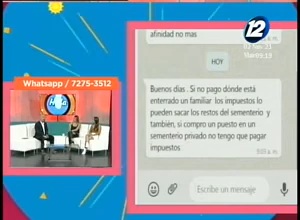 afinidad no mas
12
HOY
Whatsapp / 7275-3512
Buenos días . Si no pago dónde está
enterrado un familiar los impuestos lo
pueden sacar los restos del sementerio y
también, si compro un puesto en un
sementerio privado no tengo que pagar
impuestos
Escribe un mensaje